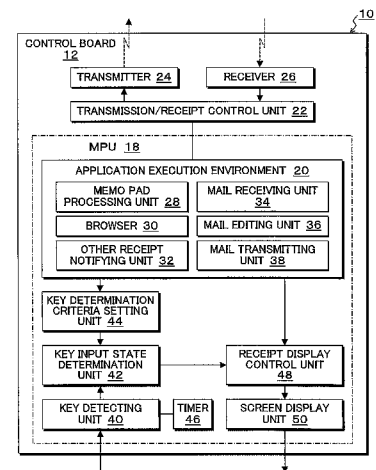 10
CONTROL BOARD
12
TRANSMITTER 24
RECEIVER 26
TRANSMISSION/RECEIPT CONTROL UNIT 22
MPU 18
APPLICATION EXECUTION ENVIRONMENT 20
MEMO PAD
PROCESSING UNIT 28
MAIL RECEIVING UNIT
34
BROWSER 30
MAIL EDITING UNIT 36
OTHER RECEIPT
NOTIFYING UNIT 32
MAIL TRANSMITTING
UNIT 38
KEY DETERMINATION
CRITERIA SETTING
UNIT 44
KEY INPUT STATE
DETERMINATION
UNIT 42
RECEIPT DISPLAY
CONTROL UNIT
48
KEY DETECTING
UNIT 40
TIMER
46
SCREEN DISPLAY
UNIT 50